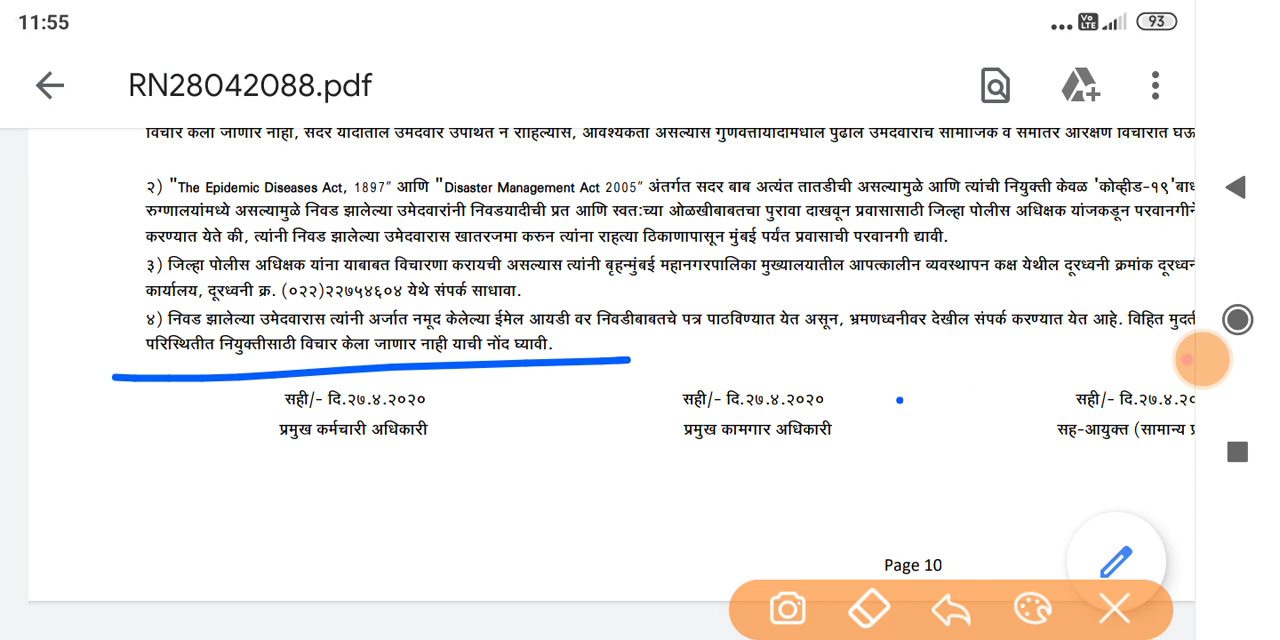 11:55
Vo LTE 93
RN28042088.pdf
विचार केला जाणार नाही, सदर यादीतील उमेदवार उपस्थित न राहिल्यास, आवश्यकता असल्यास गुणवत्तायादीमधील पुढील उमेदवाराचे सामाजिक व समांतर आरक्षण विचारात घेऊ
२) "The Epidemic Diseases Act, 1897" आणि "Disaster Management Act 2005" अंतर्गत सदर बाब अत्यंत तातडीची असल्यामुळे आणि त्यांची नियुक्ती केवळ 'कोव्हीड-१९'
रुग्णालयांमध्ये असल्यामुळे निवड झालेल्या उमेदवारांनी निवडयादीची प्रत आणि स्वत:च्या ओळखीबाबतचा पुरावा दाखवून प्रवासासाठी जिल्हा पोलीस अधिक्षक यांजकडून
करण्यात येते की, त्यांनी निवड झालेल्या उमेदवारास खातरजमा करुन त्यांना राहत्या ठिकाणापासून मुंबई पर्यंत प्रवासाची परवानगी द्यावी.
३) जिल्हा पोलीस अधिक्षक यांना याबाबत विचारणा करायची असल्यास त्यांनी बृहन्मुंबई महानगरपालिका मुख्यालयातील आपत्कालीन व्यवस्थापन कक्ष येथील दूरध्वनी क्रमांक
कार्यालय, दूरध्वनी क्र. (०२२)२२७५४६०४ येथे संपर्क साधावा.
४) निवड झालेल्या उमेदवारास त्यांनी अर्जात नमूद केलेल्या ईमेल आयडी वर निवडीबाबतचे पत्र पाठविण्यात येत असून, भ्रमणध्वनीवर देखील संपर्क करण्यात येत आहे. विहित
परिस्थितीत नियुक्तीसाठी विचार केला जाणार नाही याची नोंद घ्यावी.
सही/- दि.२७.४.२०२० सही/- दि.२७.४.२०२० सही/- दि.२७.४.२०
प्रमुख कर्मचारी अधिकारी प्रमुख कामगार अधिकारी सह-आयुक्त (सामान्य
Page 10